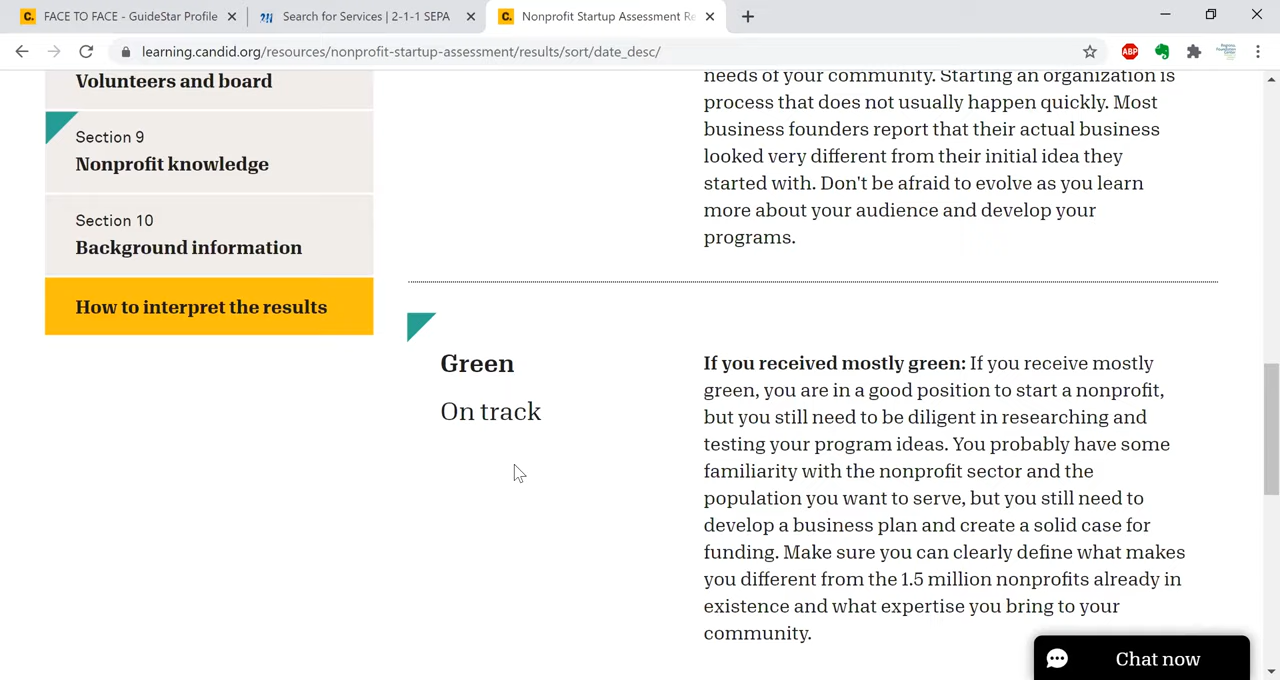 FACE TO FACE - GuideStar Profile
Search for Services | 2-1-1 SEPA
Nonprofit Startup Assessment Re
learning.candid.org/resources/nonprofit-startup-assessment/results/sort/date_desc/
ABP
Volunteers and board
Section 9
Nonprofit knowledge
Section 10
Background information
How to interpret the results
needs of your community. Starting an organization is
process that does not usually happen quickly. Most
business founders report that their actual business
looked very different from their initial idea they
started with. Don't be afraid to evolve as you learn
more about your audience and develop your
programs.
Green
On track
If you received mostly green: If you receive mostly
green, you are in a good position to start a nonprofit,
but you still need to be diligent in researching and
testing your program ideas. You probably have some
familiarity with the nonprofit sector and the
population you want to serve, but you still need to
develop a business plan and create a solid case for
funding. Make sure you can clearly define what makes
you different from the 1.5 million nonprofits already in
existence and what expertise you bring to your
community.
Chat now